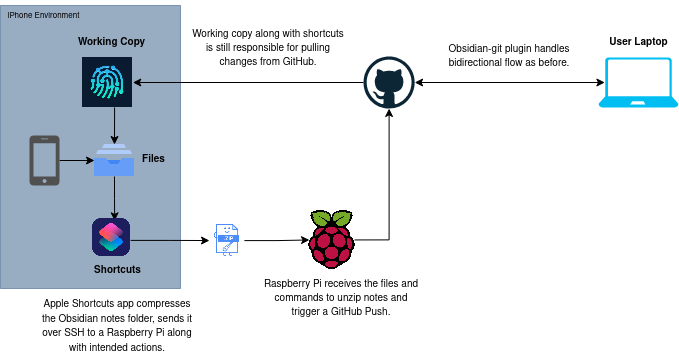 iPhone Environment
Working Copy
Working copy along with shortcuts
is still responsible for pulling
changes from GitHub.
Obsidian-git plugin handles
bidirectional flow as before.
User Laptop
Files
ZIP
Shortcuts
Raspberry Pi receives the files and
commands to unzip notes and
trigger a GitHub Push.
Apple Shortcuts app compresses
the Obsidian notes folder, sends it
over SSH to a Raspberry Pi along
with intended actions.